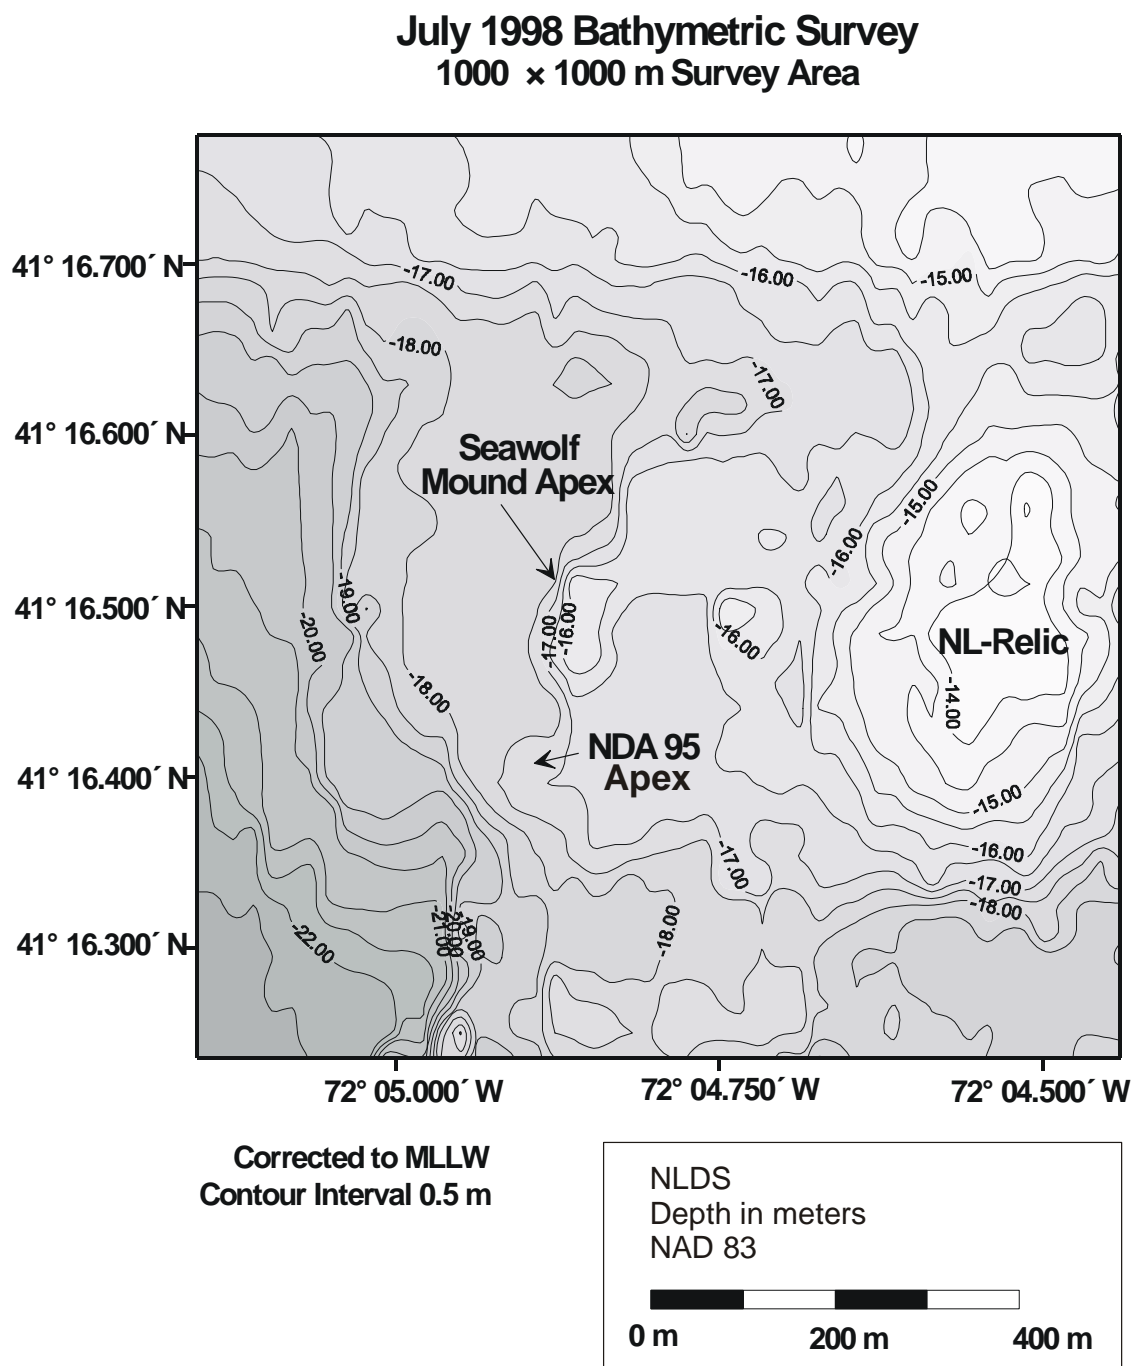 July 1998 Bathymetric Survey
1000 × 1000 m Survey Area
41° 16.700´ N
-17.00
-16.00
-15.00
-18.00
-17.00
41° 16.600´ N
Seawolf
Mound Apex
-15.00
-16.00
41° 16.500´ N
-19.00
-20.00
-17.00
-16.00
-16.00
NL-Relic
-18.00
-14.00
NDA 95
Apex
41° 16.400´ N
-15.00
-17.00
-16.00
-17.00
-18.00
41° 16.300´ N
-22.00
-21.00
-20.00
-19.00
-18.00
72° 05.000´ W
72° 04.750´ W
72° 04.500´ W
Corrected to MLLW
Contour Interval 0.5 m
NLDS
Depth in meters
NAD 83
0 m
200 m
400 m